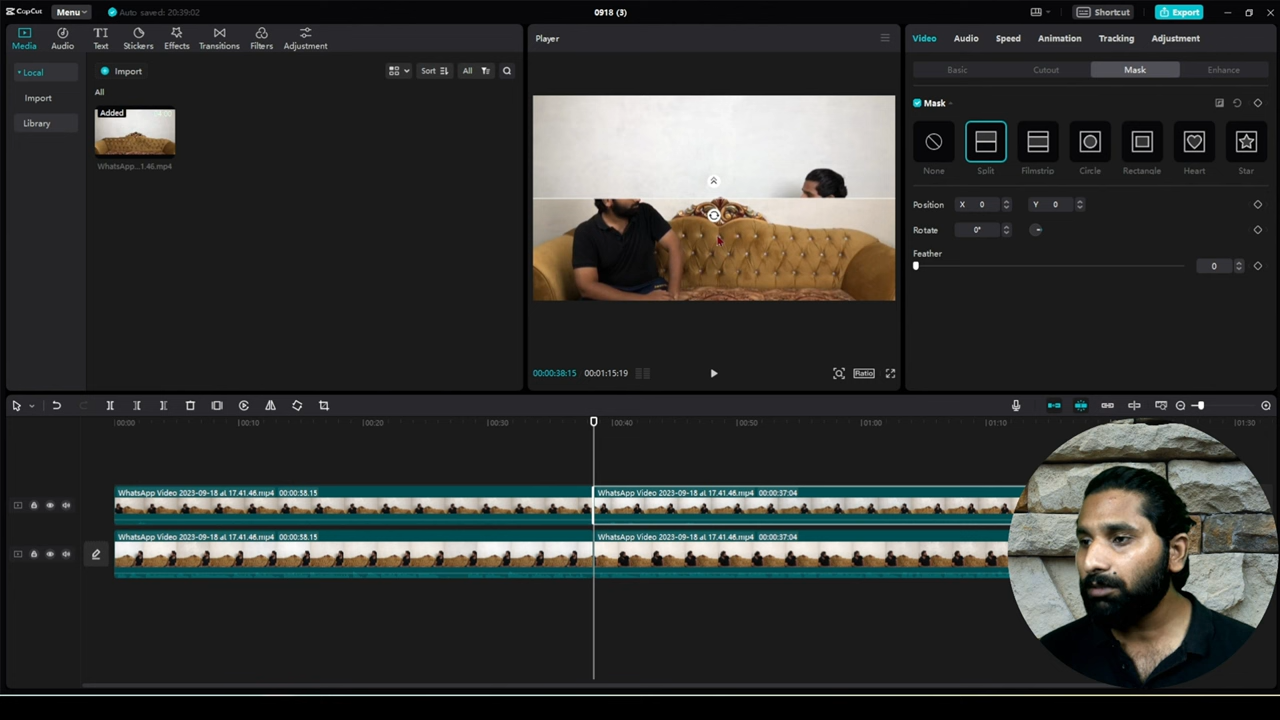 CapCut Menu Auto saved: 20:39:02 0918 (3) Shortcut Export
Media Audio Text Stickers Effects Transitions Filters Adjustment
Player
Video Audio Speed Animation Tracking Adjustment
Local
Import
Library
Import Sort All
All
Added
WhatsApp...1.46.mp4
Basic Cutout Mask Enhance
Mask
None Split Filmstrip Circle Rectangle Heart Star
Position X 0 Y 0
Rotate 0°
Feather
0
00:00:38:15 00:01:15:19 Ratio
00:00 00:10 00:20 00:30 00:40 00:50 01:00 01:10 01:30
WhatsApp Video 2023-09-18 at 17.41.46.mp4 00:00:38:15 WhatsApp Video 2023-09-18 at 17.41.46.mp4 00:00:37:04
WhatsApp Video 2023-09-18 at 17.41.46.mp4 00:00:38:15 WhatsApp Video 2023-09-18 at 17.41.46.mp4 00:00:37:04